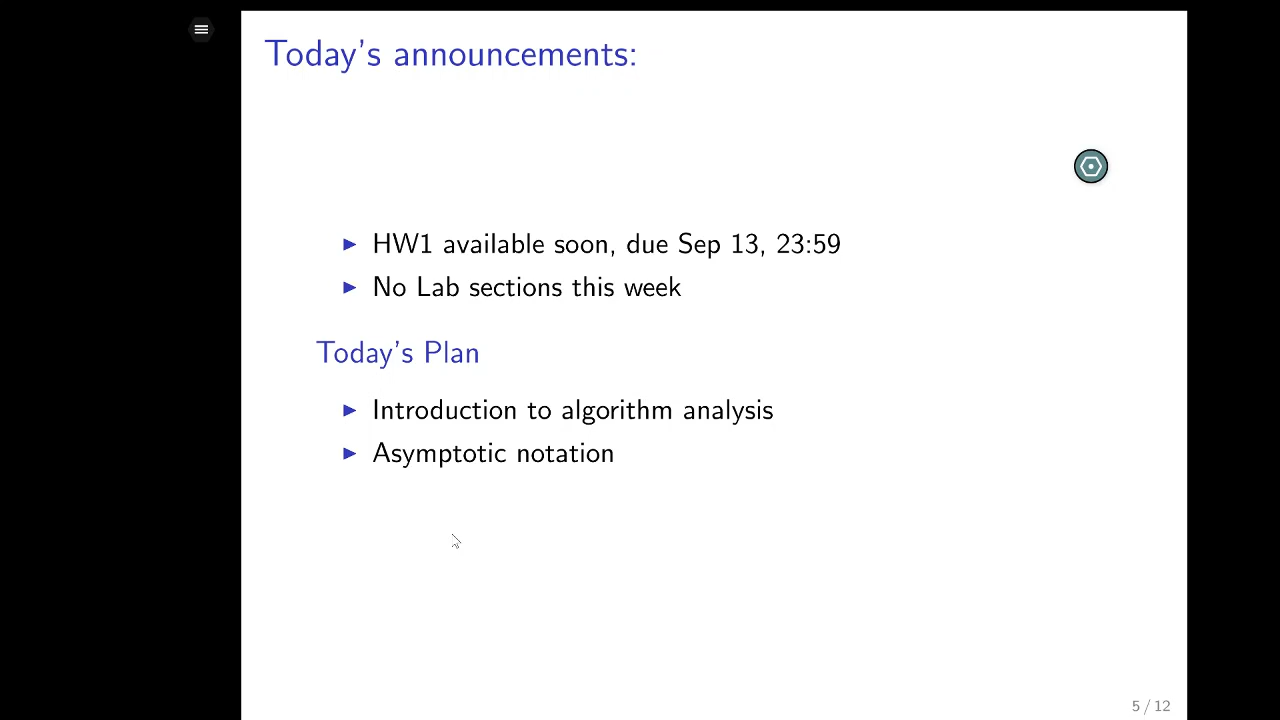 Today's announcements:
▶ HW1 available soon, due Sep 13, 23:59
▶ No Lab sections this week
Today's Plan
▶ Introduction to algorithm analysis
▶ Asymptotic notation
5 / 12